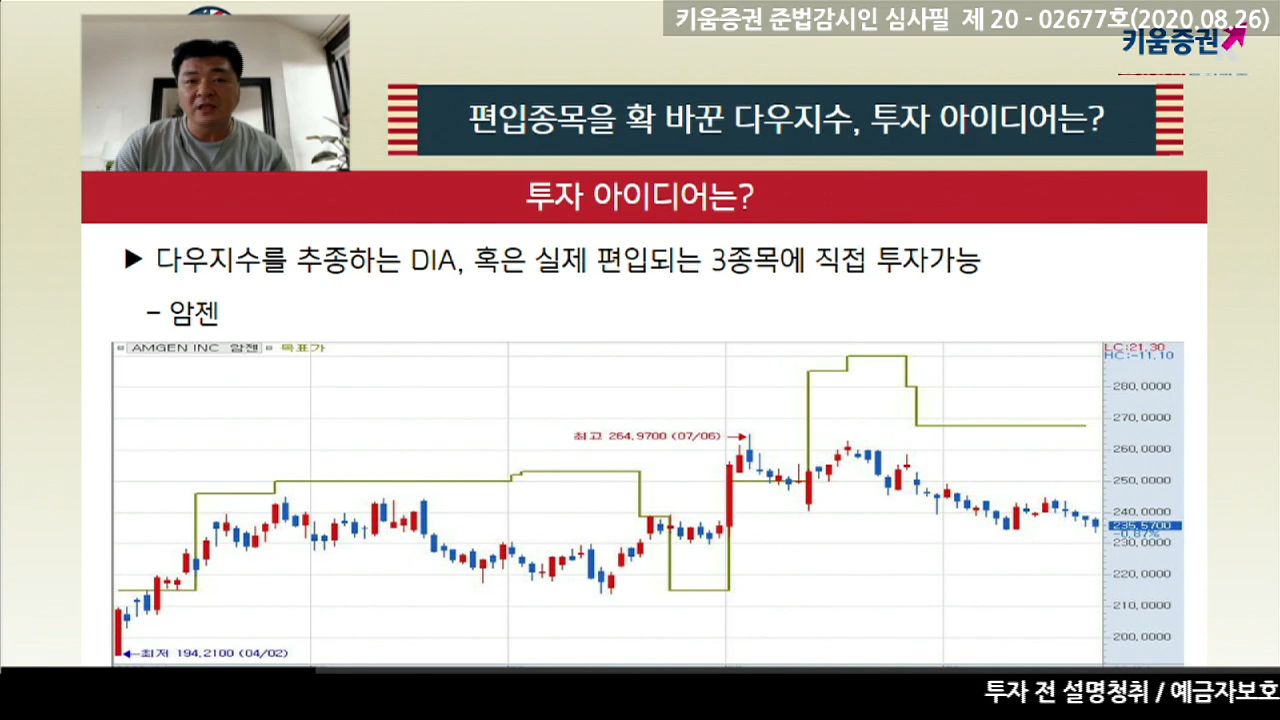 키움증권 준법감시인 심사필 제 20 - 02677호(2020.08.26)
키움증권
편입종목을 확 바꾼 다우지수, 투자 아이디어는?
투자 아이디어는?
▶ 다우지수를 추종하는 DIA, 혹은 실제 편입되는 3종목에 직접 투자가능
– 암젠
AMGEN INC 암젠 목표가
LC:21,30
HC:-11,10
280,0000
270,0000
최고 264,9700 (07/06)
260,0000
250,0000
240,0000
235,5700
-0,87%
230,0000
220,0000
210,0000
200,0000
최저 194,2100 (04/02)
투자 전 설명청취 / 예금자보호